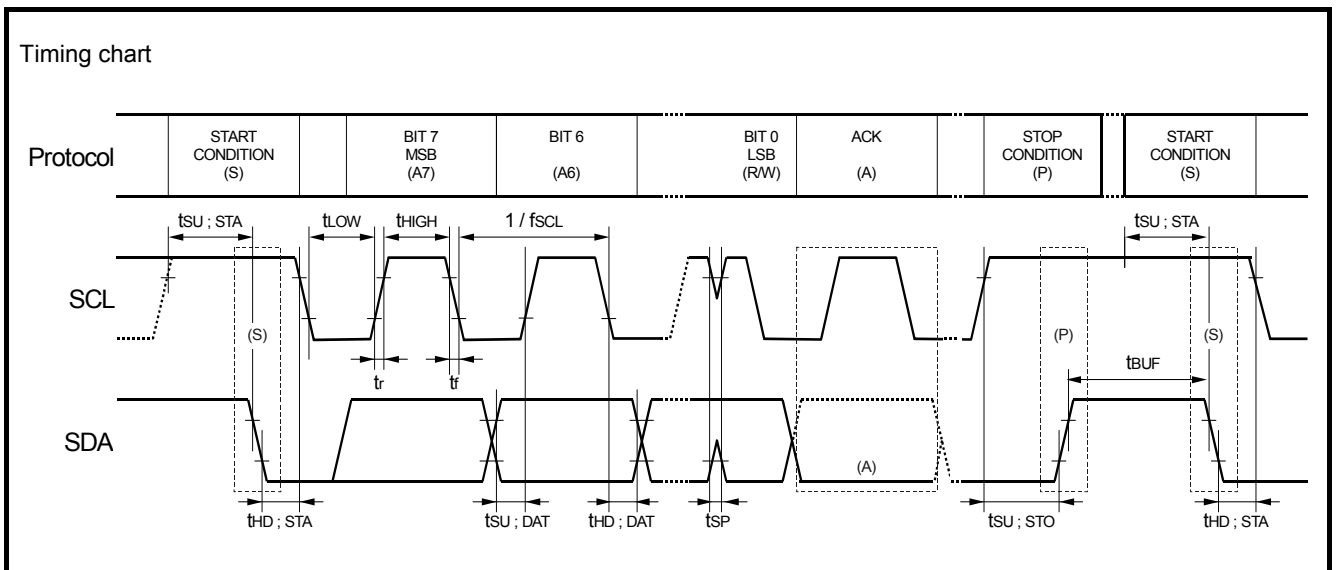 Timing chart
Protocol
START
CONDITION
(S)
BIT 7
MSB
(A7)
BIT 6
(A6)
BIT 0
LSB
(R/W)
ACK
(A)
STOP
CONDITION
(P)
START
CONDITION
(S)
tSU ; STA
tLOW
tHIGH
1 / fSCL
tSU ; STA
SCL
(S)
(P)
(S)
tr
tf
tBUF
SDA
(A)
tHD ; STA
tSU ; DAT
tHD ; DAT
tSP
tSU ; STO
tHD ; STA